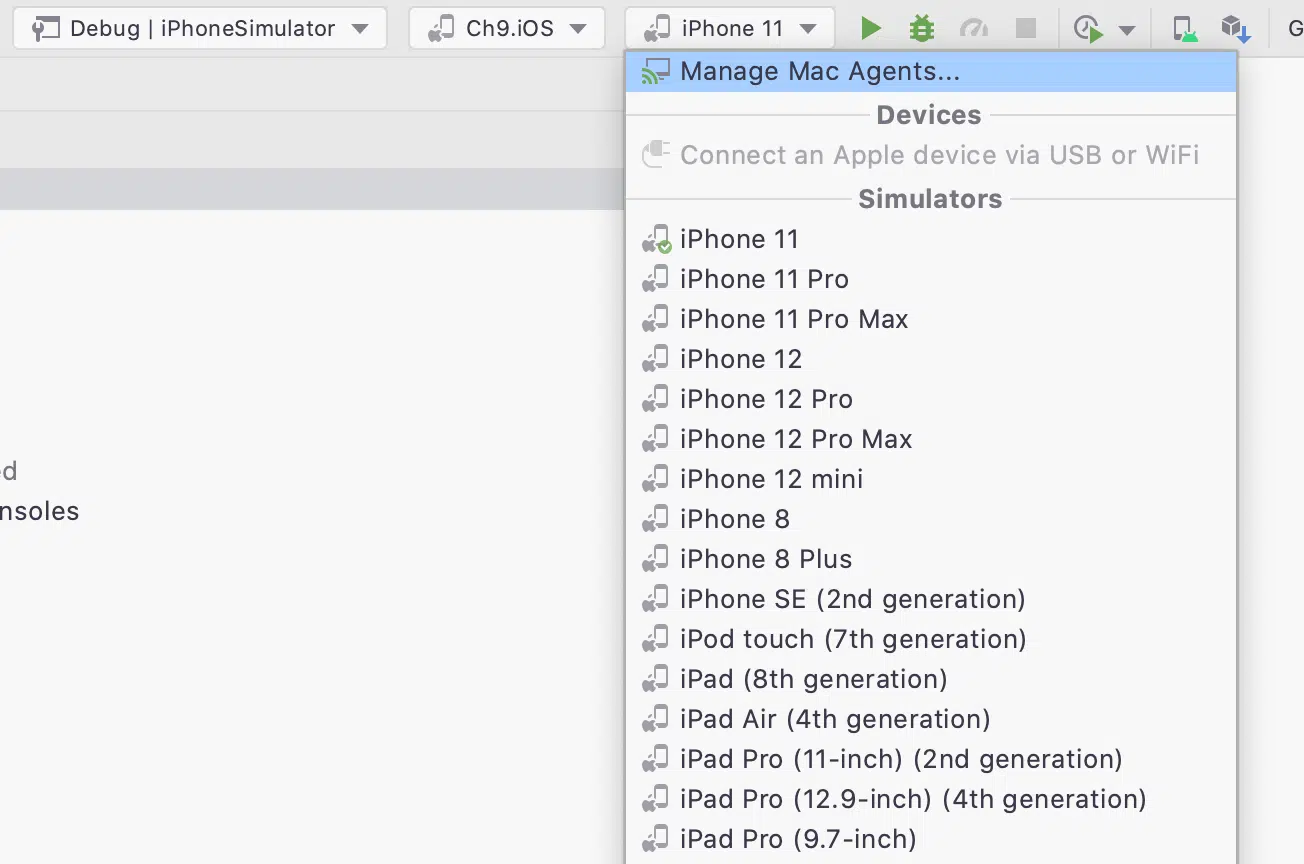 Debug | iPhoneSimulator
Ch9.iOS
iPhone 11
G
Manage Mac Agents...
Devices
Connect an Apple device via USB or WiFi
Simulators
iPhone 11
iPhone 11 Pro
iPhone 11 Pro Max
iPhone 12
iPhone 12 Pro
iPhone 12 Pro Max
ed
iPhone 12 mini
nsoles
iPhone 8
iPhone 8 Plus
iPhone SE (2nd generation)
iPod touch (7th generation)
iPad (8th generation)
iPad Air (4th generation)
iPad Pro (11-inch) (2nd generation)
iPad Pro (12.9-inch) (4th generation)
iPad Pro (9.7-inch)